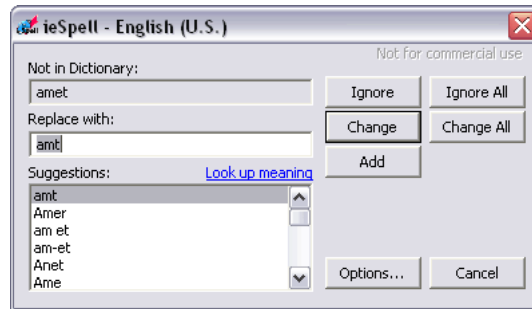 ieSpell - English (U.S.)
Not for commercial use
Not in Dictionary:
amet
Ignore
Ignore All
Replace with:
amt
Change
Change All
Add
Suggestions:
Look up meaning
amt
Amer
am et
am-et
Anet
Ame
Options...
Cancel